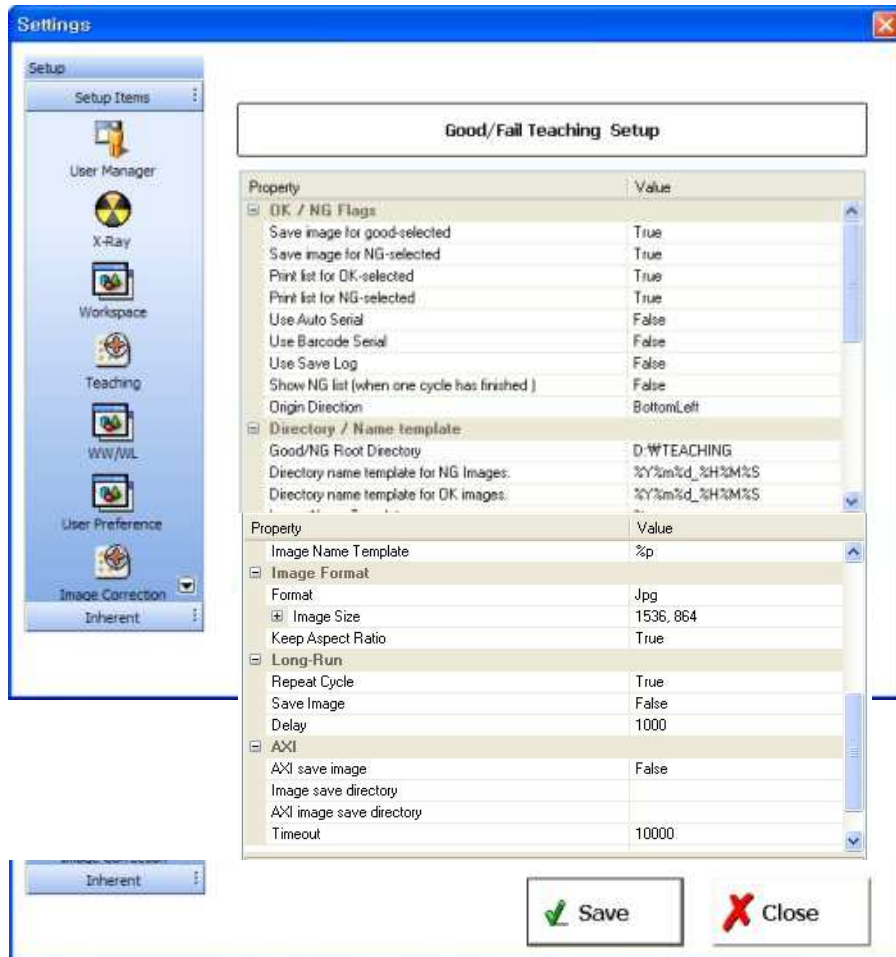 Settings
Setup
Setup Items
User Manager
X-Ray
Workspace
Teaching
WW/WL
User Preference
Image Correction
Inherent
Good/Fail Teaching Setup
Property Value
OK / NG Flags
Save image for good-selected True
Save image for NG-selected True
Print list for OK-selected True
Print list for NG-selected True
Use Auto Serial False
Use Barcode Serial False
Use Save Log False
Show NG list (when one cycle has finished ) False
Origin Direction BottomLeft
Directory / Name template
Good/NG Root Directory D:₩TEACHING
Directory name template for NG Images. %Y%m%d_%H%M%S
Directory name template for OK images. %Y%m%d_%H%M%S
Property Value
Image Name Template %p
Image Format
Format Jpg
Image Size 1536, 864
Keep Aspect Ratio True
Long-Run
Repeat Cycle True
Save Image False
Delay 1000
AXI
AXI save image False
Image save directory
AXI image save directory
Timeout 10000
Inherent
Save
Close